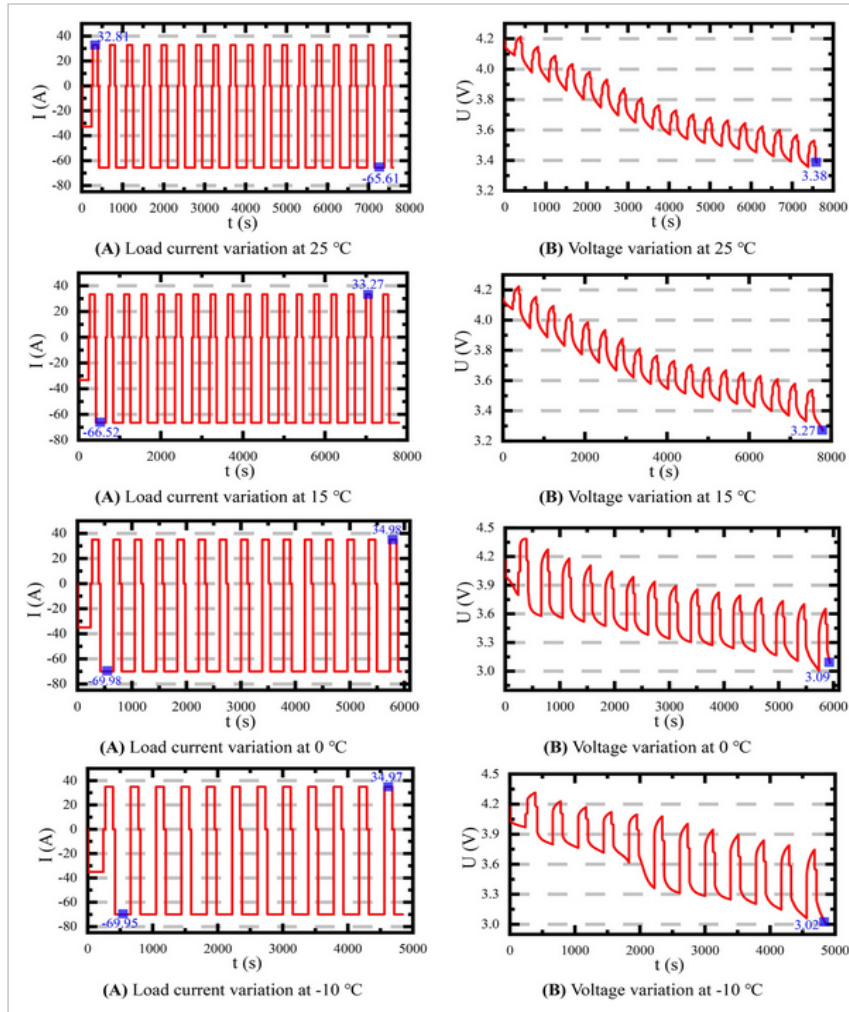 32.81
40
20
0
-20
-40
-60
-80
I (A)
-65.61
0 1000 2000 3000 4000 5000 6000 7000 8000
t (s)
(A) Load current variation at 25 °C
4.2
4.0
3.8
3.6
3.4
3.2
U (V)
3.38
0 1000 2000 3000 4000 5000 6000 7000 8000
t (s)
(B) Voltage variation at 25 °C
33.27
40
20
0
-20
-40
-60
-80
I (A)
-66.52
0 2000 4000 6000 8000
t (s)
(A) Load current variation at 15 °C
4.2
4.0
3.8
3.6
3.4
3.2
U (V)
3.27
0 2000 4000 6000 8000
t (s)
(B) Voltage variation at 15 °C
34.98
40
20
0
-20
-40
-60
-80
I (A)
-69.98
0 1000 2000 3000 4000 5000 6000
t (s)
(A) Load current variation at 0 °C
4.5
4.2
3.9
3.6
3.3
3.0
U (V)
3.09
0 1000 2000 3000 4000 5000 6000
t (s)
(B) Voltage variation at 0 °C
34.97
40
20
0
-20
-40
-60
-80
I (A)
-69.95
0 1000 2000 3000 4000 5000
t (s)
(A) Load current variation at -10 °C
4.5
4.2
3.9
3.6
3.3
3.0
U (V)
3.02
0 1000 2000 3000 4000 5000
t (s)
(B) Voltage variation at -10 °C